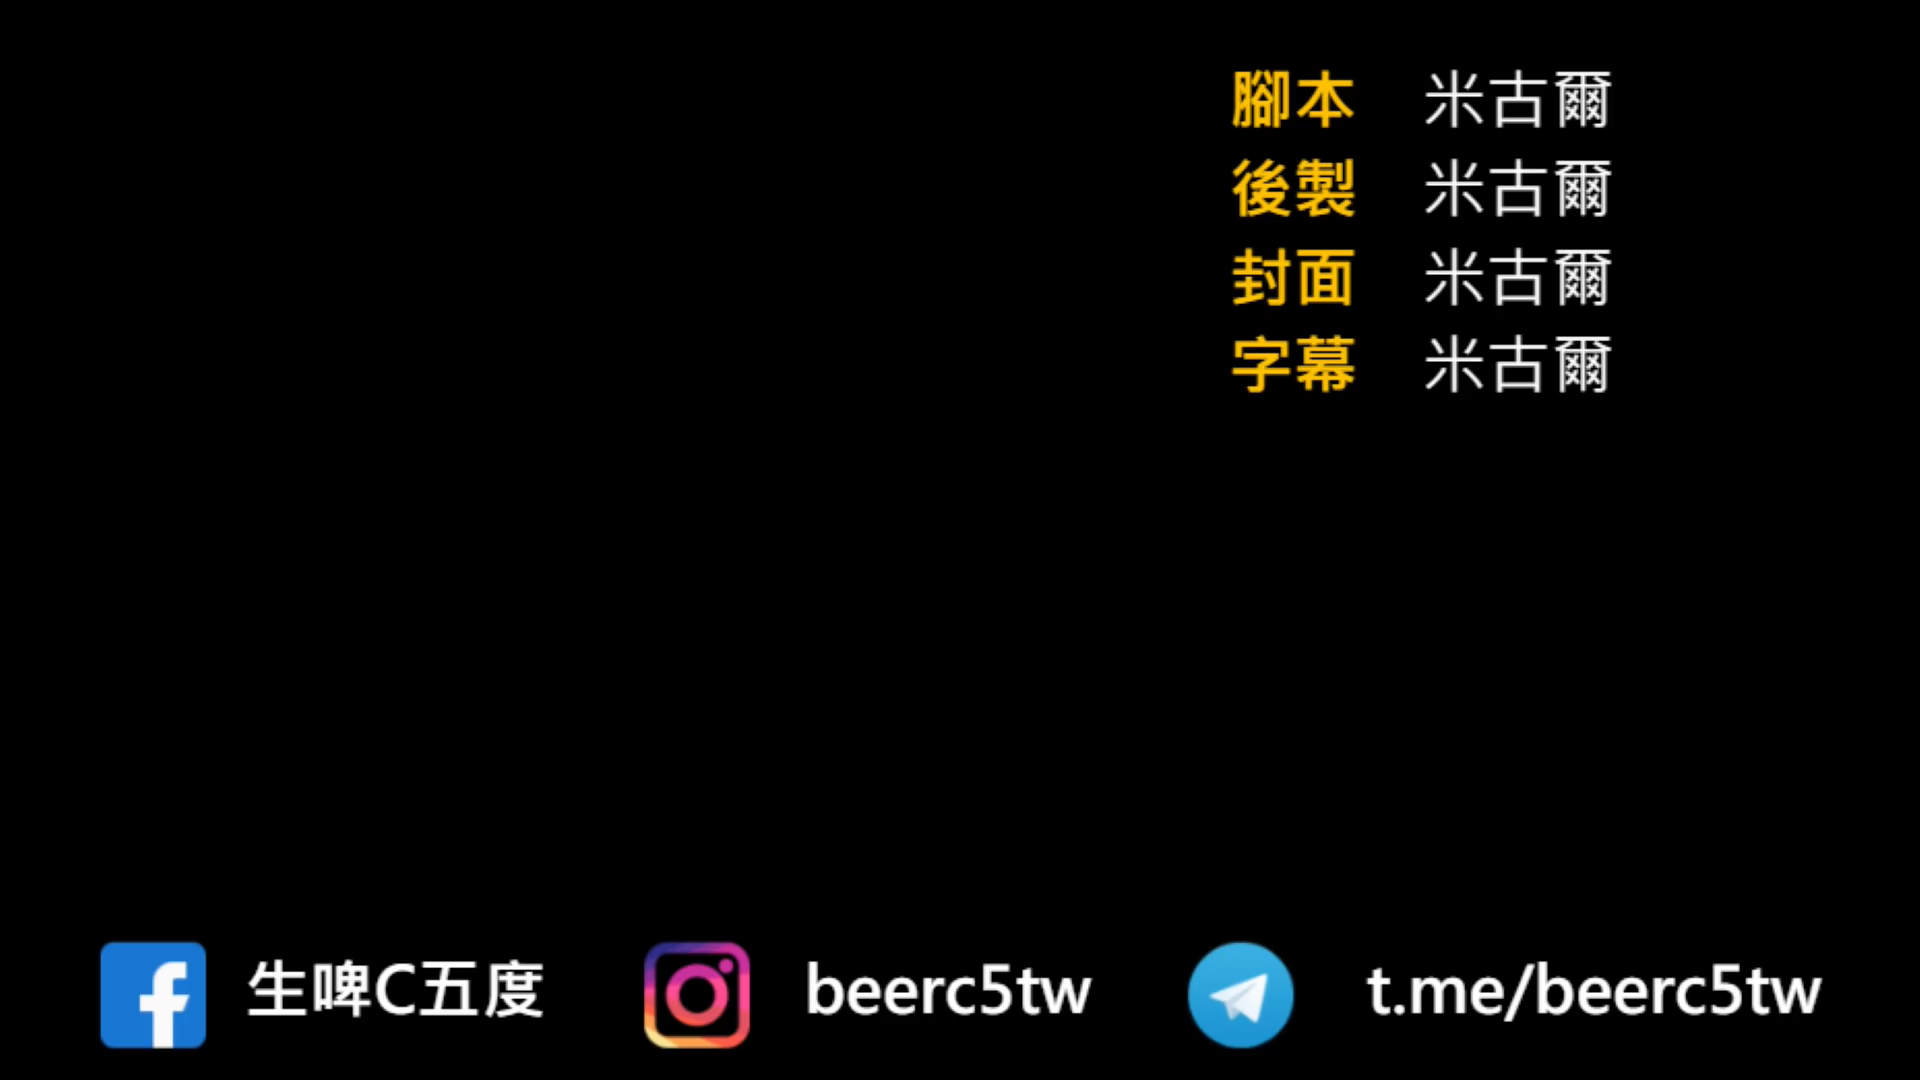 腳本 米古爾
後製 米古爾
封面 米古爾
字幕 米古爾
生啤C五度 beerc5tw t.me/beerc5tw